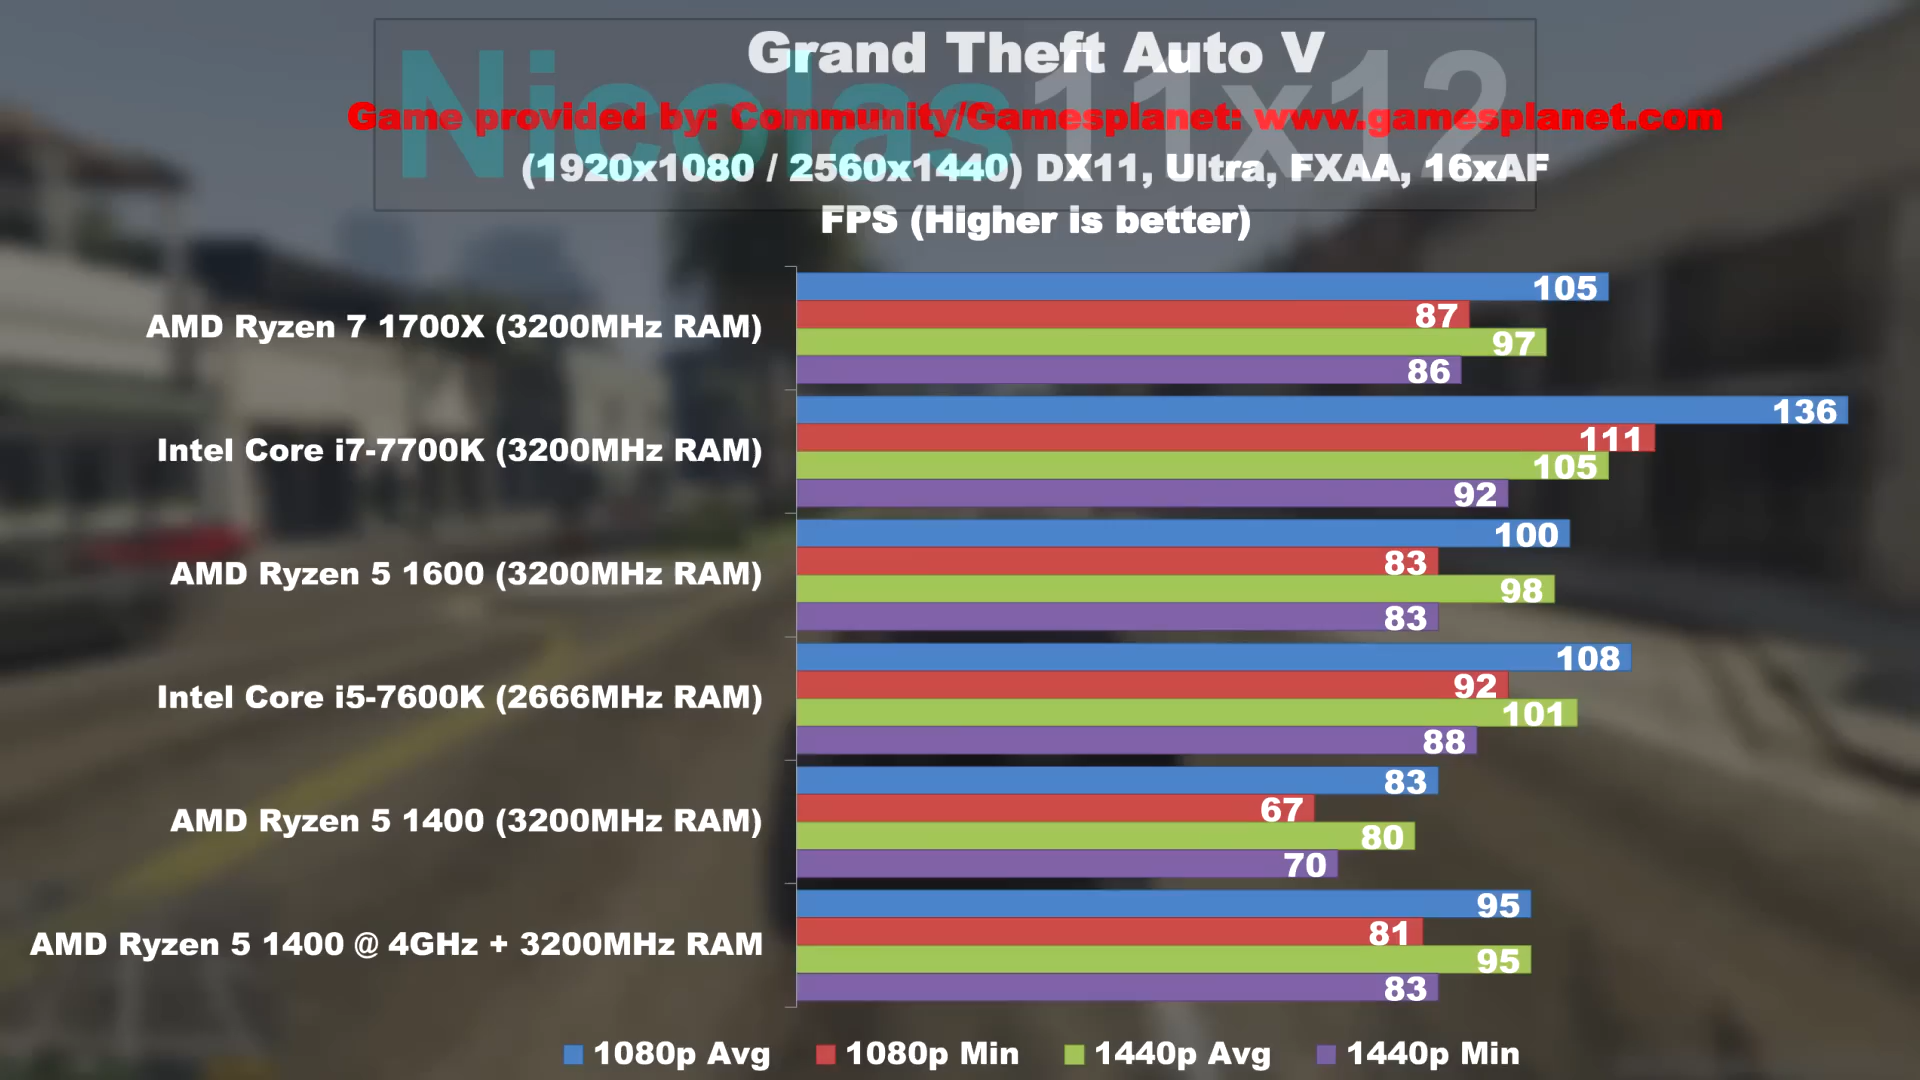 Grand Theft Auto V
Nicolas11x12
Game provided by: Community/Gamesplanet: www.gamesplanet.com
(1920x1080 / 2560x1440) DX11, Ultra, FXAA, 16xAF
FPS (Higher is better)
AMD Ryzen 7 1700X (3200MHz RAM)
105
87
97
86
Intel Core i7-7700K (3200MHz RAM)
136
111
105
92
AMD Ryzen 5 1600 (3200MHz RAM)
100
83
98
83
Intel Core i5-7600K (2666MHz RAM)
108
92
101
88
AMD Ryzen 5 1400 (3200MHz RAM)
83
67
80
70
AMD Ryzen 5 1400 @ 4GHz + 3200MHz RAM
95
81
95
83
1080p Avg 1080p Min 1440p Avg 1440p Min